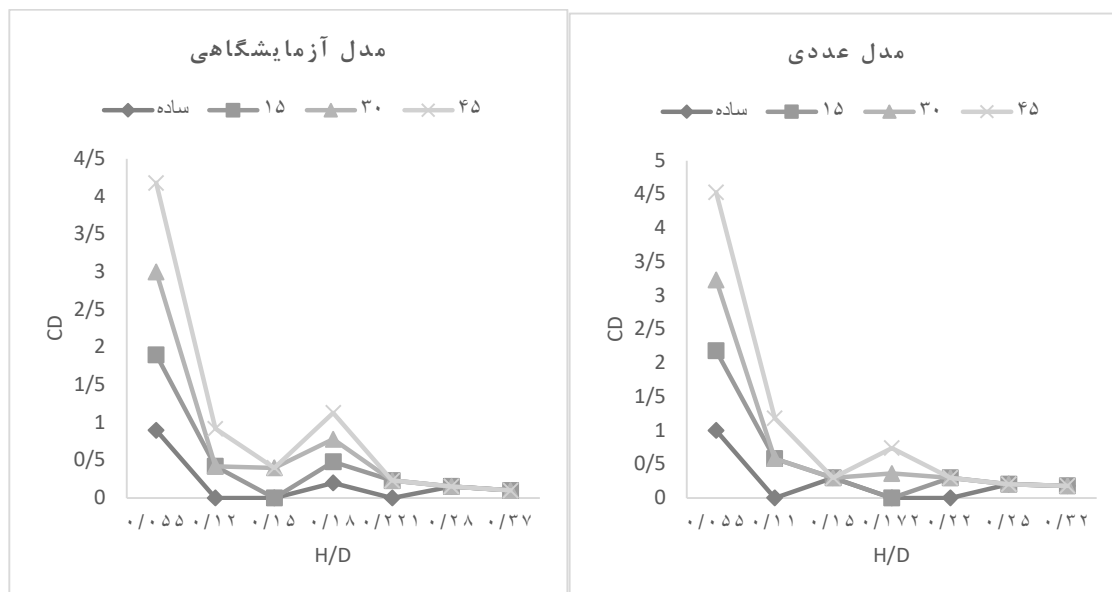 مدل آزمایشگاهی
ساده ۱۵ ۳۰ ۴۵
4/5
4
3/5
3
2/5
2
1/5
1
0/5
0
CD
۰/۰۵۵ ۰/۱۲ ۰/۱۵ ۰/۱۸ ۰/۲۲۱ ۰/۲۸ ۰/۳۷
H/D
مدل عددی
ساده ۱۵ ۳۰ ۴۵
5
4/5
4
3/5
3
2/5
2
1/5
1
0/5
0
CD
۰/۰۵۵ ۰/۱۱ ۰/۱۵ ۰/۱۷۲ ۰/۲۲ ۰/۲۵ ۰/۳۲
H/D